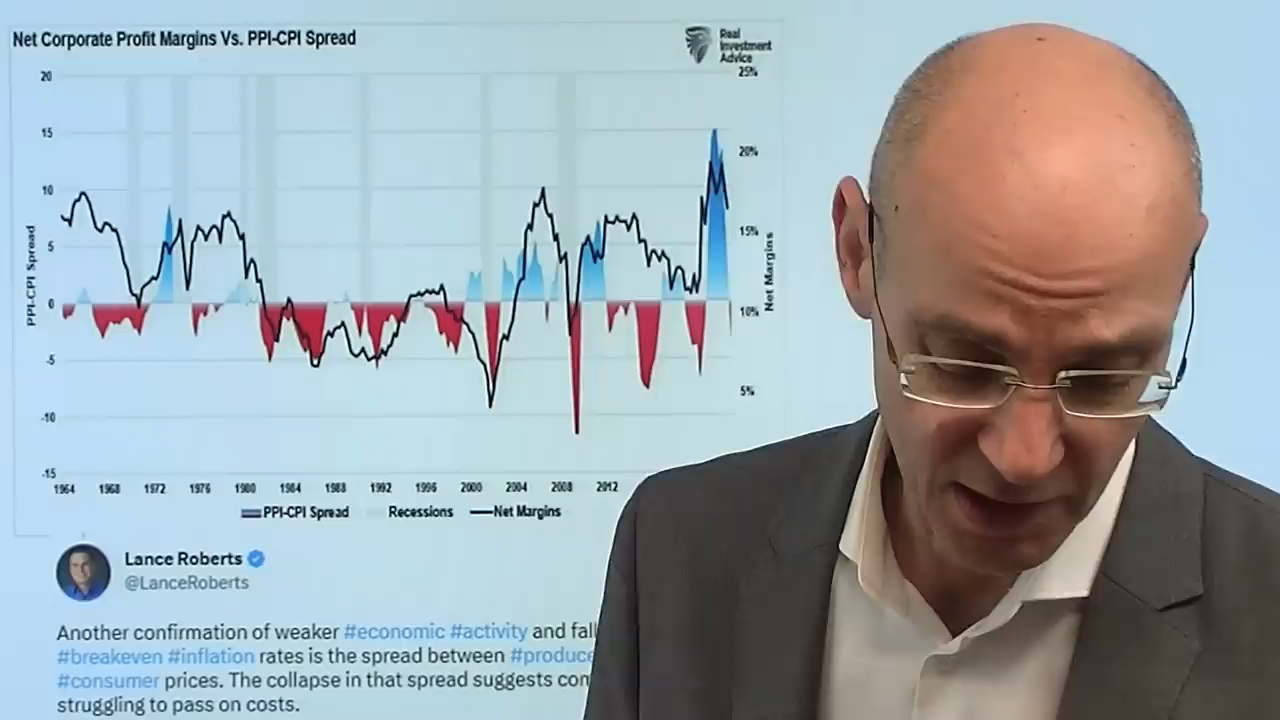 Net Corporate Profit Margins Vs. PPI-CPI Spread
Real
Investment
Advice
20
15
10
5
0
-5
-10
-15
PPI-CPI Spread
25%
20%
15%
10%
5%
Net Margins
1964 1968 1972 1976 1980 1984 1988 1992 1996 2000 2004 2008 2012
PPI-CPI Spread Recessions Net Margins
Lance Roberts
@LanceRoberts
Another confirmation of weaker #economic #activity and fall
#breakeven #inflation rates is the spread between #produce
#consumer prices. The collapse in that spread suggests con
struggling to pass on costs.